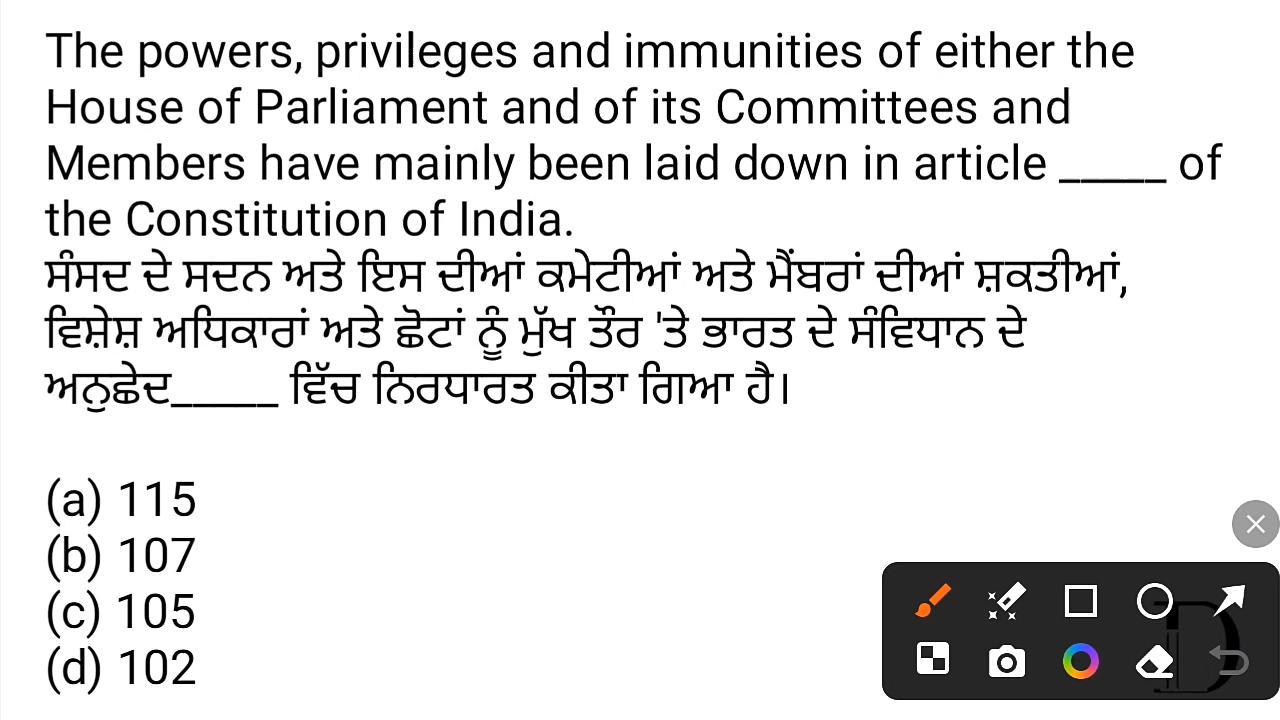 The powers, privileges and immunities of either the
House of Parliament and of its Committees and
Members have mainly been laid down in article _____ of
the Constitution of India.
ਸੰਸਦ ਦੇ ਸਦਨ ਅਤੇ ਇਸ ਦੀਆਂ ਕਮੇਟੀਆਂ ਅਤੇ ਮੈਂਬਰਾਂ ਦੀਆਂ ਸ਼ਕਤੀਆਂ,
ਵਿਸ਼ੇਸ਼ ਅਧਿਕਾਰਾਂ ਅਤੇ ਛੋਟਾਂ ਨੂੰ ਮੁੱਖ ਤੌਰ 'ਤੇ ਭਾਰਤ ਦੇ ਸੰਵਿਧਾਨ ਦੇ
ਅਨੁਛੇਦ_____ ਵਿੱਚ ਨਿਰਧਾਰਤ ਕੀਤਾ ਗਿਆ ਹੈ।
(a) 115
(b) 107
(c) 105
(d) 102